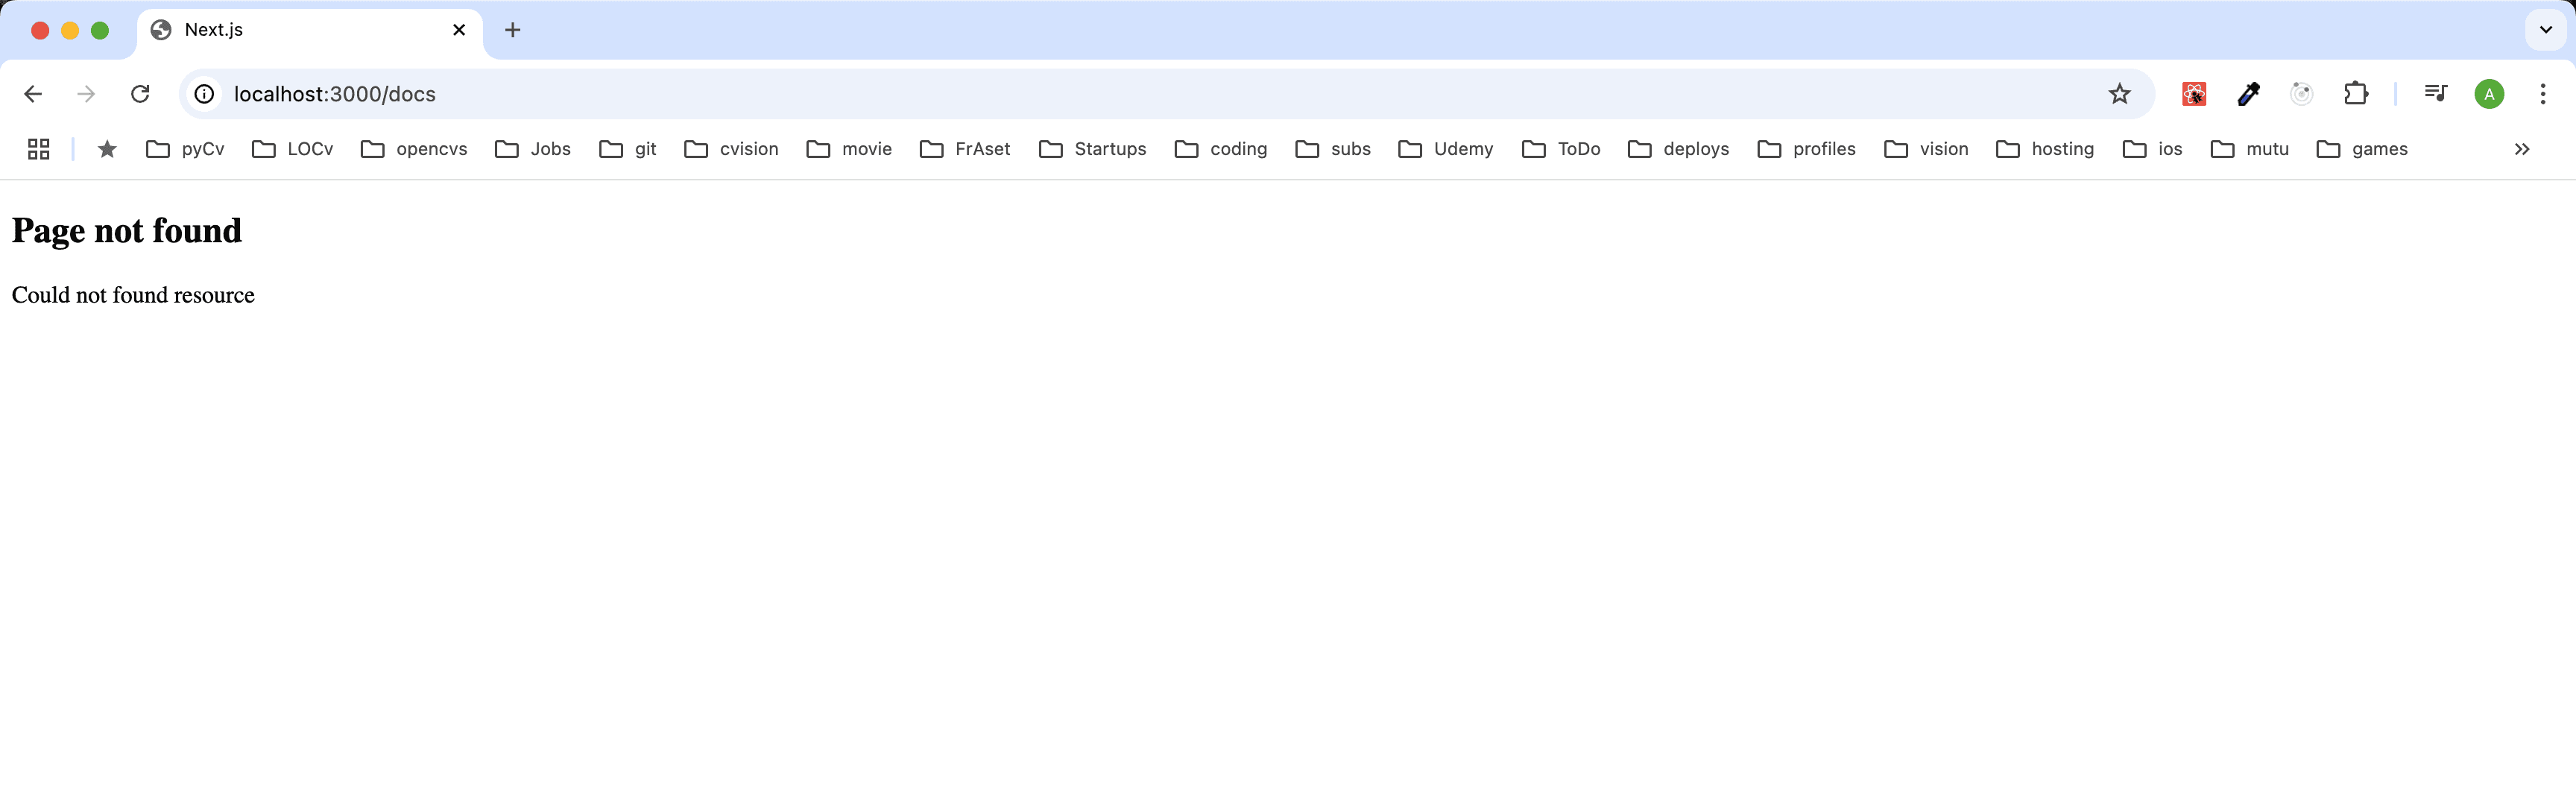 Next.js
localhost:3000/docs
pyCv LOCv opencvs Jobs git cvision movie FrAset Startups coding subs Udemy ToDo deploys profiles vision hosting ios mutu games
A
Page not found
Could not found resource